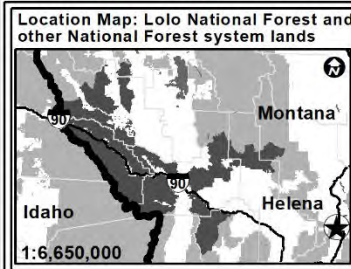 Location Map: Lolo National Forest and
other National Forest system lands
N
Montana
90
90
Idaho
Helena
1:6,650,000